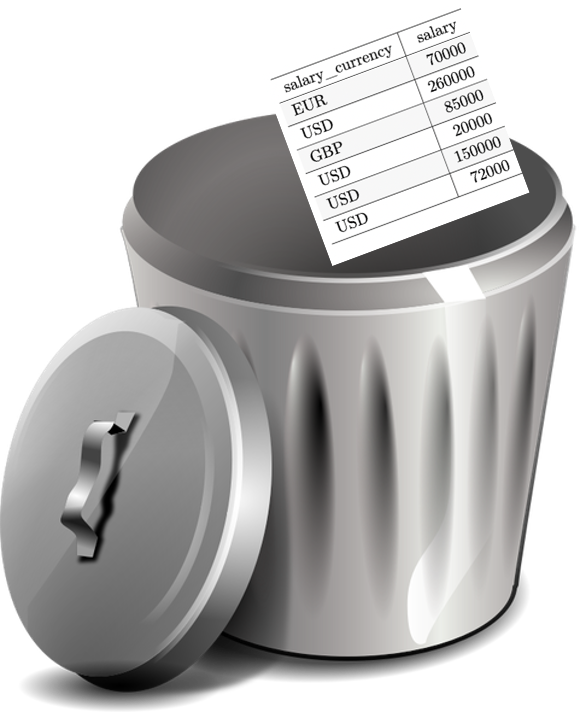 salary_currency salary
EUR 70000
USD 260000
GBP 85000
USD 20000
USD 150000
USD 72000